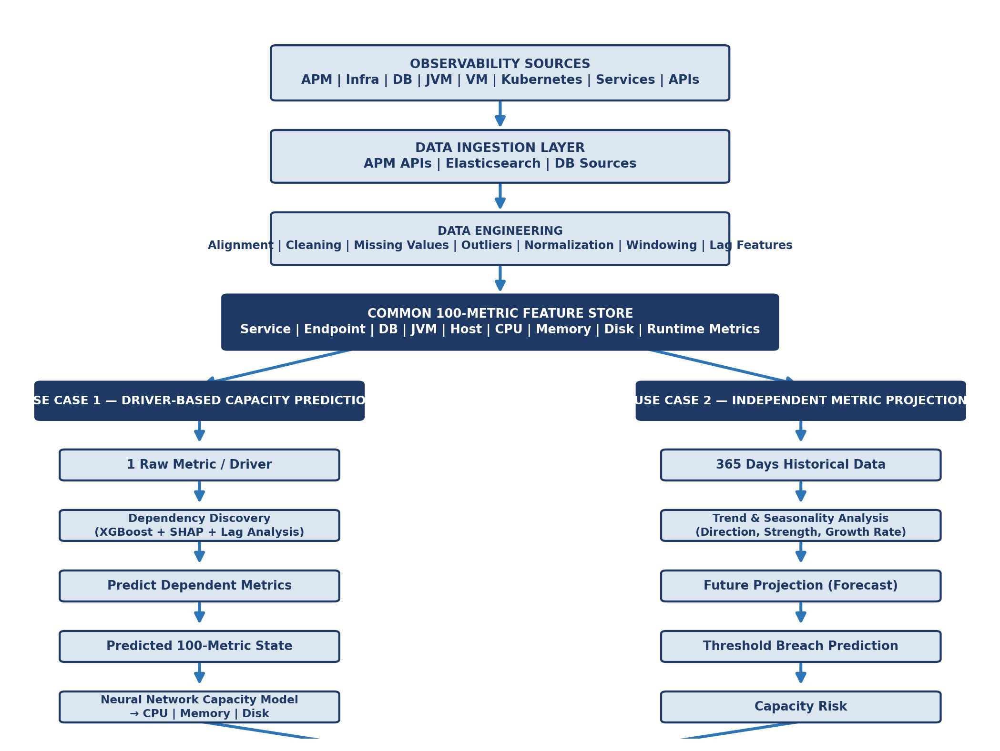 OBSERVABILITY SOURCES
APM | Infra | DB | JVM | VM | Kubernetes | Services | APIs
DATA INGESTION LAYER
APM APIs | Elasticsearch | DB Sources
DATA ENGINEERING
Alignment | Cleaning | Missing Values | Outliers | Normalization | Windowing | Lag Features
COMMON 100-METRIC FEATURE STORE
Service | Endpoint | DB | JVM | Host | CPU | Memory | Disk | Runtime Metrics
SE CASE 1 — DRIVER-BASED CAPACITY PREDICTIO
1 Raw Metric / Driver
Dependency Discovery
(XGBoost + SHAP + Lag Analysis)
Predict Dependent Metrics
Predicted 100-Metric State
Neural Network Capacity Model
→ CPU | Memory | Disk
USE CASE 2 — INDEPENDENT METRIC PROJECTION
365 Days Historical Data
Trend & Seasonality Analysis
(Direction, Strength, Growth Rate)
Future Projection (Forecast)
Threshold Breach Prediction
Capacity Risk